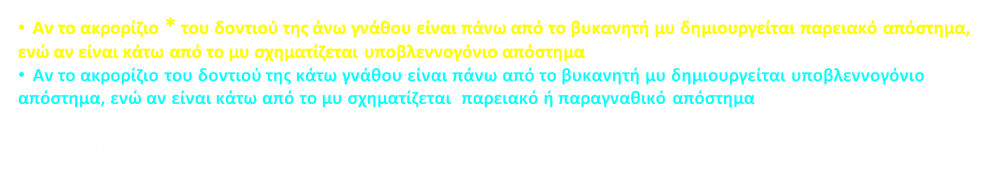 • Αν το ακρορίζιο * του δοντιού της άνω γνάθου είναι πάνω από το βυκανητή μυ δημιουργείται παρειακό απόστημα,
ενώ αν είναι κάτω από το μυ σχηματίζεται υποβλεννογόνιο απόστημα
• Αν το ακρορίζιο του δοντιού της κάτω γνάθου είναι πάνω από το βυκανητή μυ δημιουργείται υποβλεννογόνιο
απόστημα, ενώ αν είναι κάτω από το μυ σχηματίζεται παρειακό ή παραγναθικό απόστημα